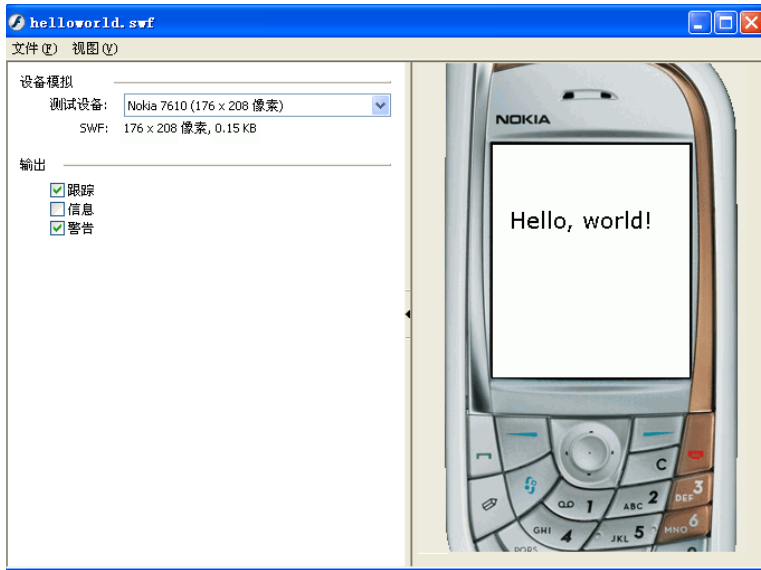 helloworld.swf
文件(F) 视图(V)
设备模拟
测试设备: Nokia 7610 (176 x 208 像素)
SWF: 176 x 208 像素, 0.15 KB
输出
跟踪
信息
警告
NOKIA
Hello, world!
C
1
ABC 2
DEF 3
GHI 4
JKL 5
MNO 6
PQRS